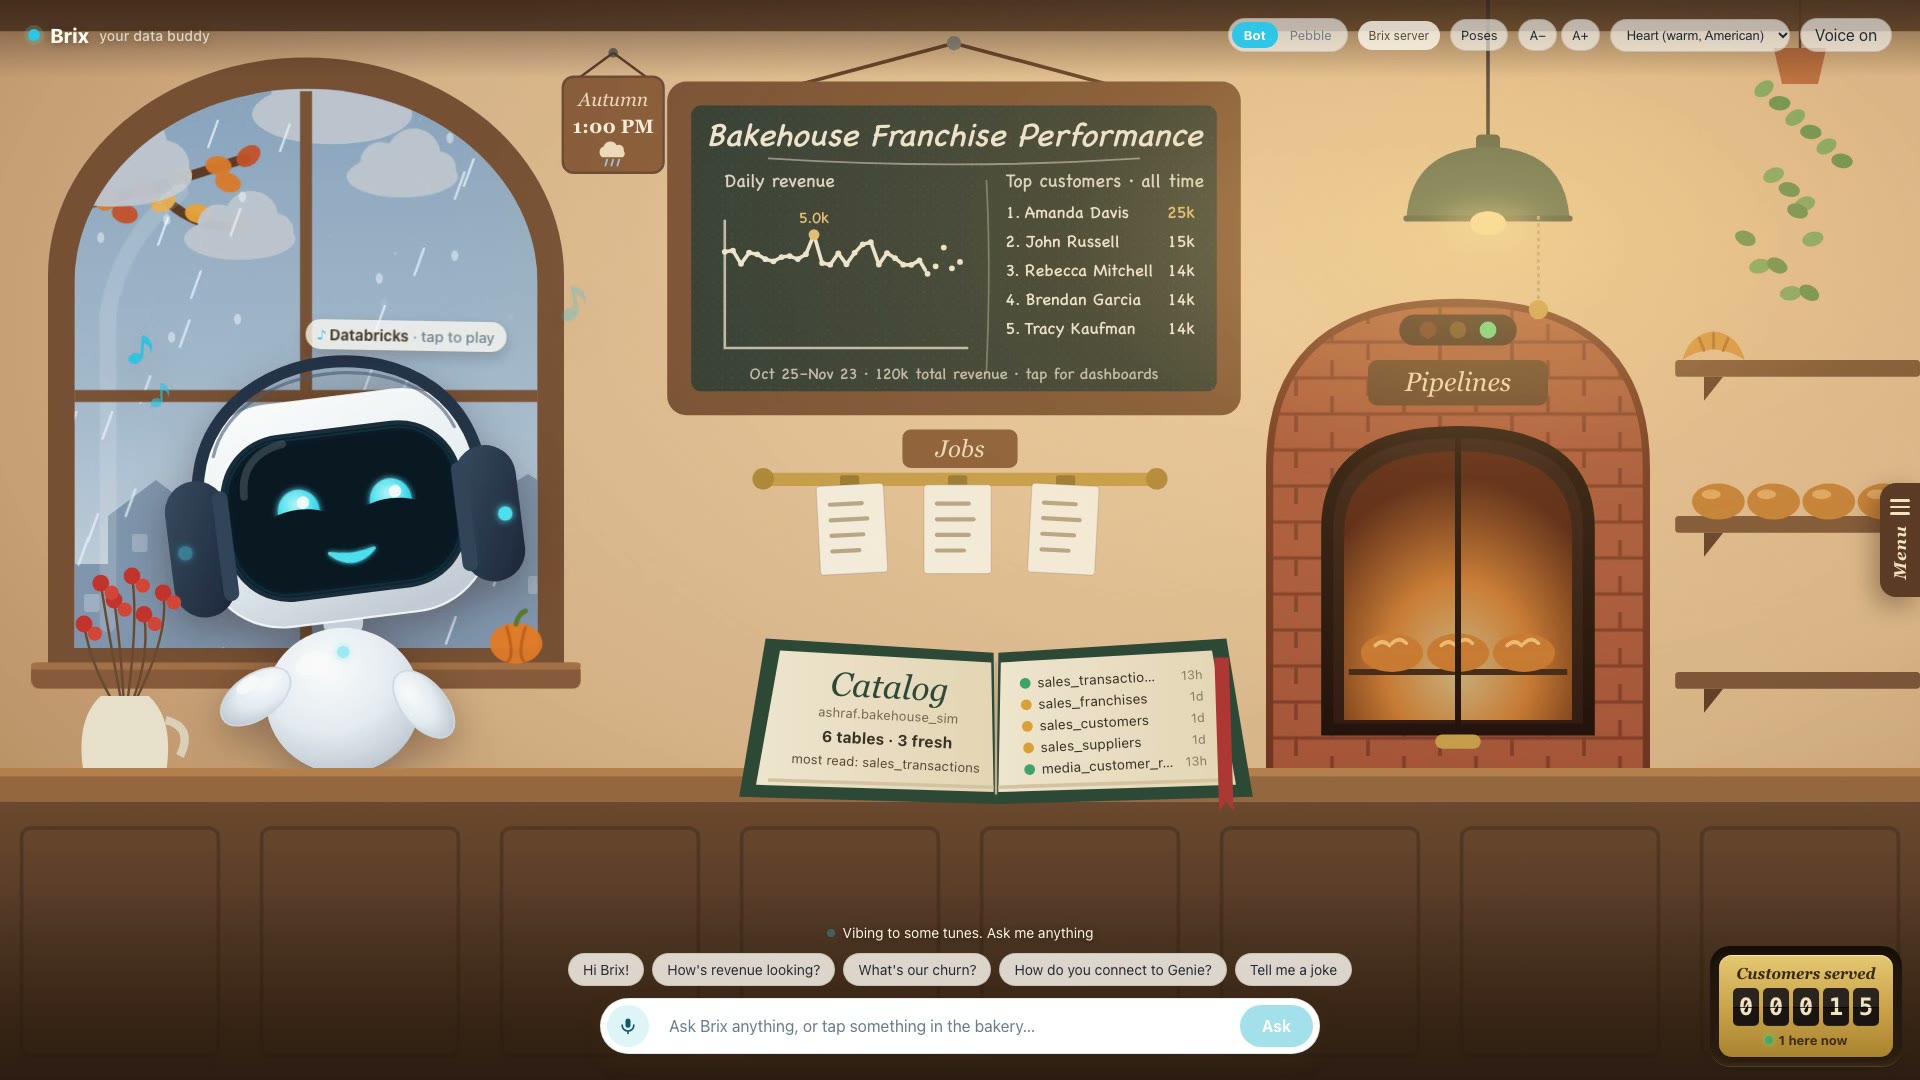 Brix your data buddy
Bot Pebble
Brix server
Poses
A−
A+
Heart (warm, American)
Voice on
Autumn
1:00 PM
Bakehouse Franchise Performance
Daily revenue
5.0k
Top customers · all time
1. Amanda Davis 25k
2. John Russell 15k
3. Rebecca Mitchell 14k
4. Brendan Garcia 14k
5. Tracy Kaufman 14k
Oct 25–Nov 23 · 120k total revenue · tap for dashboards
♪ Databricks · tap to play
Pipelines
Jobs
Menu
Catalog
ashraf.bakehouse_sim
6 tables · 3 fresh
most read: sales_transactions
sales_transactio... 13h
sales_franchises 1d
sales_customers 1d
sales_suppliers 1d
media_customer_r... 13h
Vibing to some tunes. Ask me anything
Hi Brix!
How's revenue looking?
What's our churn?
How do you connect to Genie?
Tell me a joke
Ask Brix anything, or tap something in the bakery...
Ask
Customers served
00015
1 here now